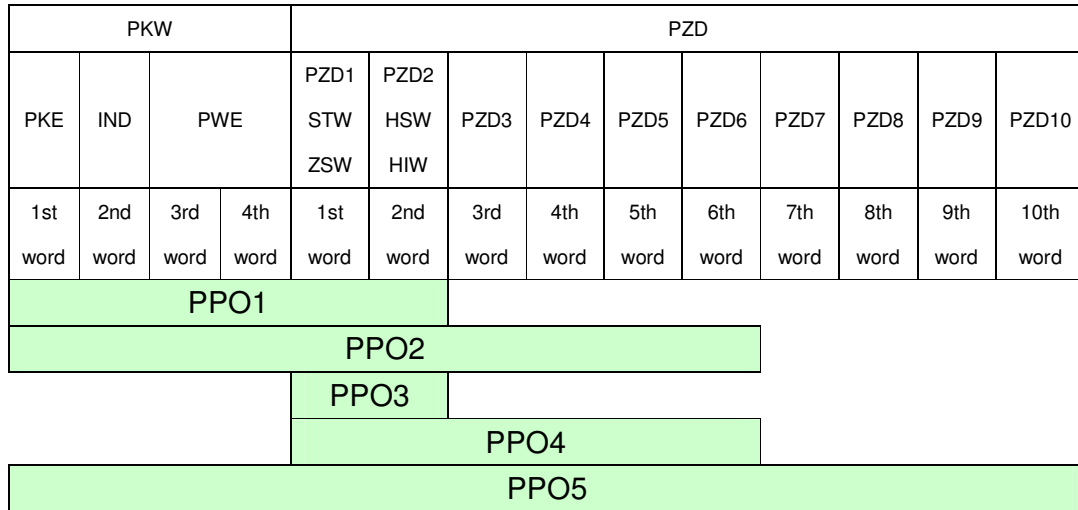 PKW PZD
PZD1 PZD2
PKE IND PWE STW HSW PZD3 PZD4 PZD5 PZD6 PZD7 PZD8 PZD9 PZD10
ZSW HIW
1st 2nd 3rd 4th 1st 2nd 3rd 4th 5th 6th 7th 8th 9th 10th
word word word word word word word word word word word word word word
PPO1
PPO2
PPO3
PPO4
PPO5